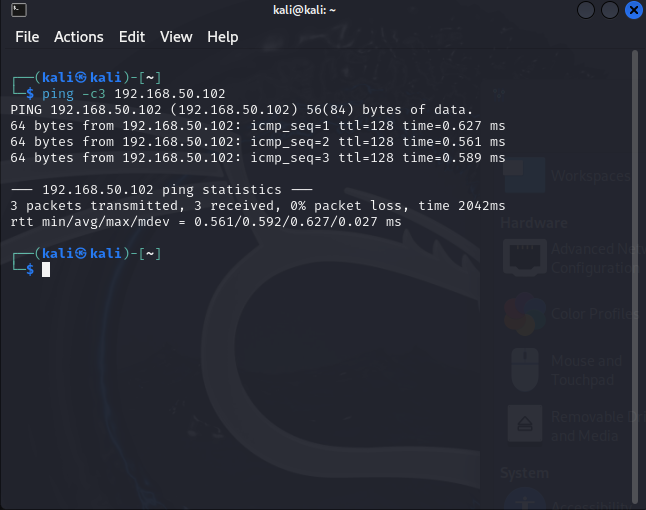 kali@kali: ~
File Actions Edit View Help
┌──(kali㉿kali)-[~]
└─$ ping -c3 192.168.50.102
PING 192.168.50.102 (192.168.50.102) 56(84) bytes of data.
64 bytes from 192.168.50.102: icmp_seq=1 ttl=128 time=0.627 ms
64 bytes from 192.168.50.102: icmp_seq=2 ttl=128 time=0.561 ms
64 bytes from 192.168.50.102: icmp_seq=3 ttl=128 time=0.589 ms
--- 192.168.50.102 ping statistics ---
3 packets transmitted, 3 received, 0% packet loss, time 2042ms
rtt min/avg/max/mdev = 0.561/0.592/0.627/0.027 ms
┌──(kali㉿kali)-[~]
└─$
Workspaces
Hardware
Advanced
Configuration
Color Profiles
Mouse and
Touchpad
Removable
and Media
System